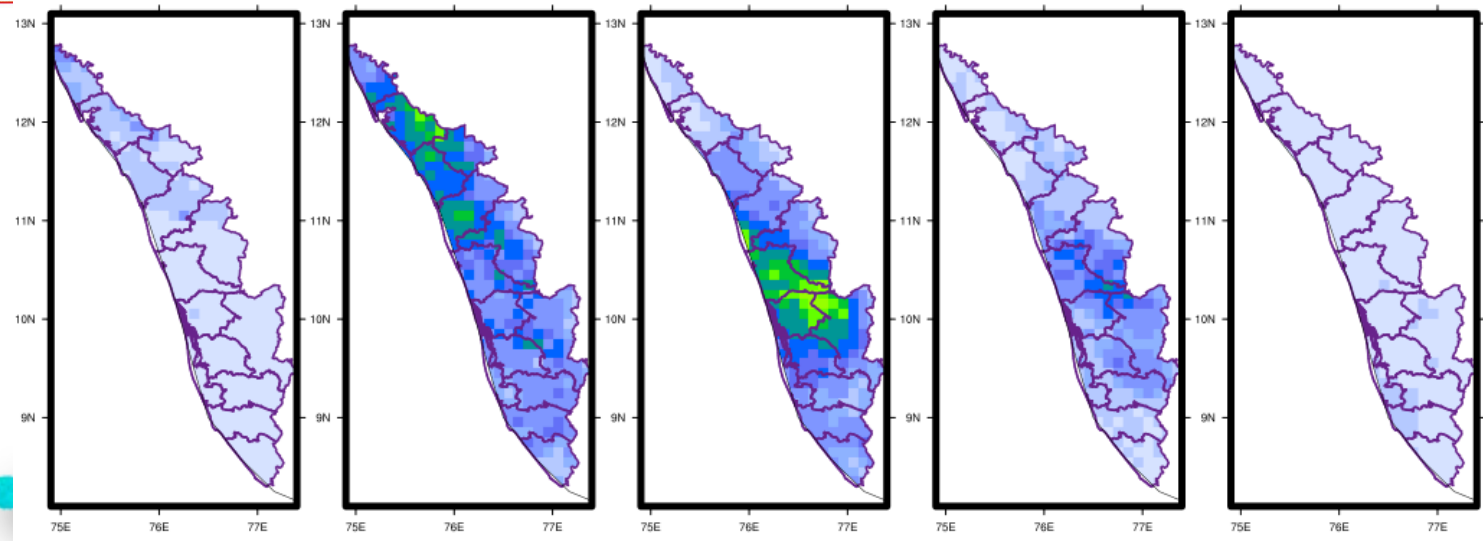 13N 13N 13N 13N 13N
12N 12N 12N 12N 12N
11N 11N 11N 11N 11N
10N 10N 10N 10N 10N
9N 9N 9N 9N 9N
75E 76E 77E 75E 76E 77E 75E 76E 77E 75E 76E 77E 75E 76E 77E